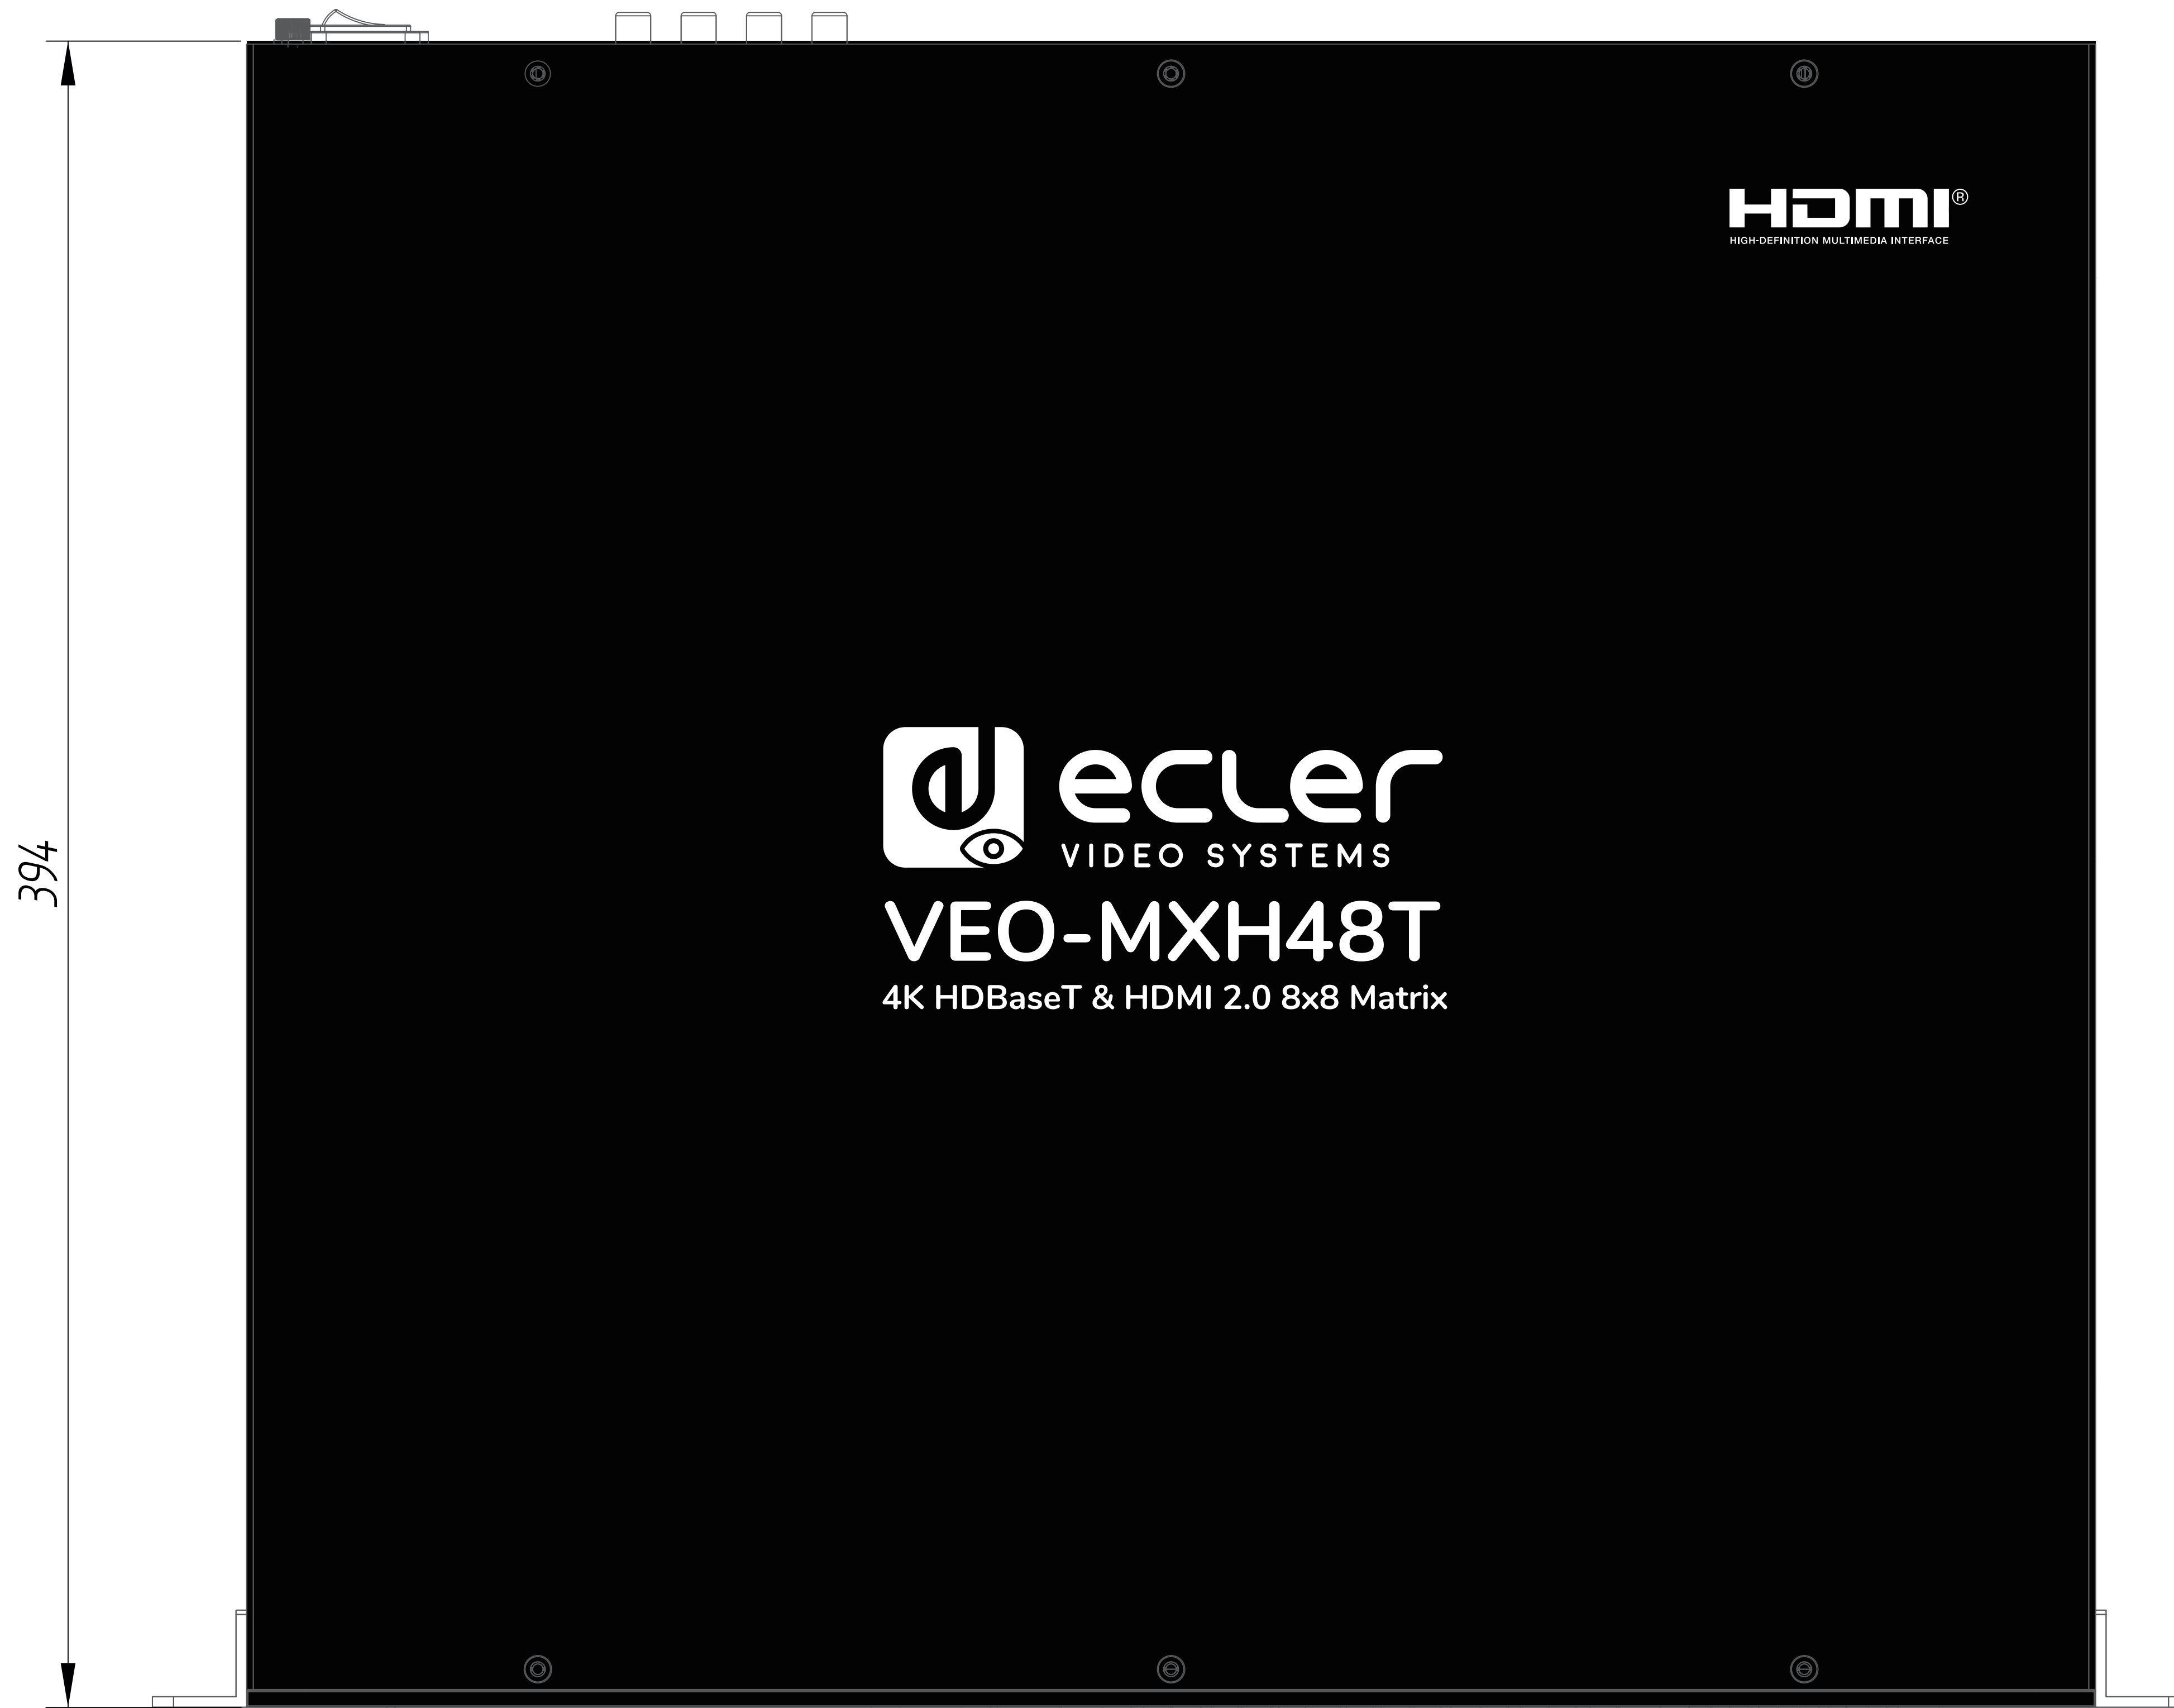 HDMI®
HIGH-DEFINITION MULTIMEDIA INTERFACE
394
ecler
VIDEO SYSTEMS
VEO-MXH48T
4K HDBaseT & HDMI 2.0 8x8 Matrix